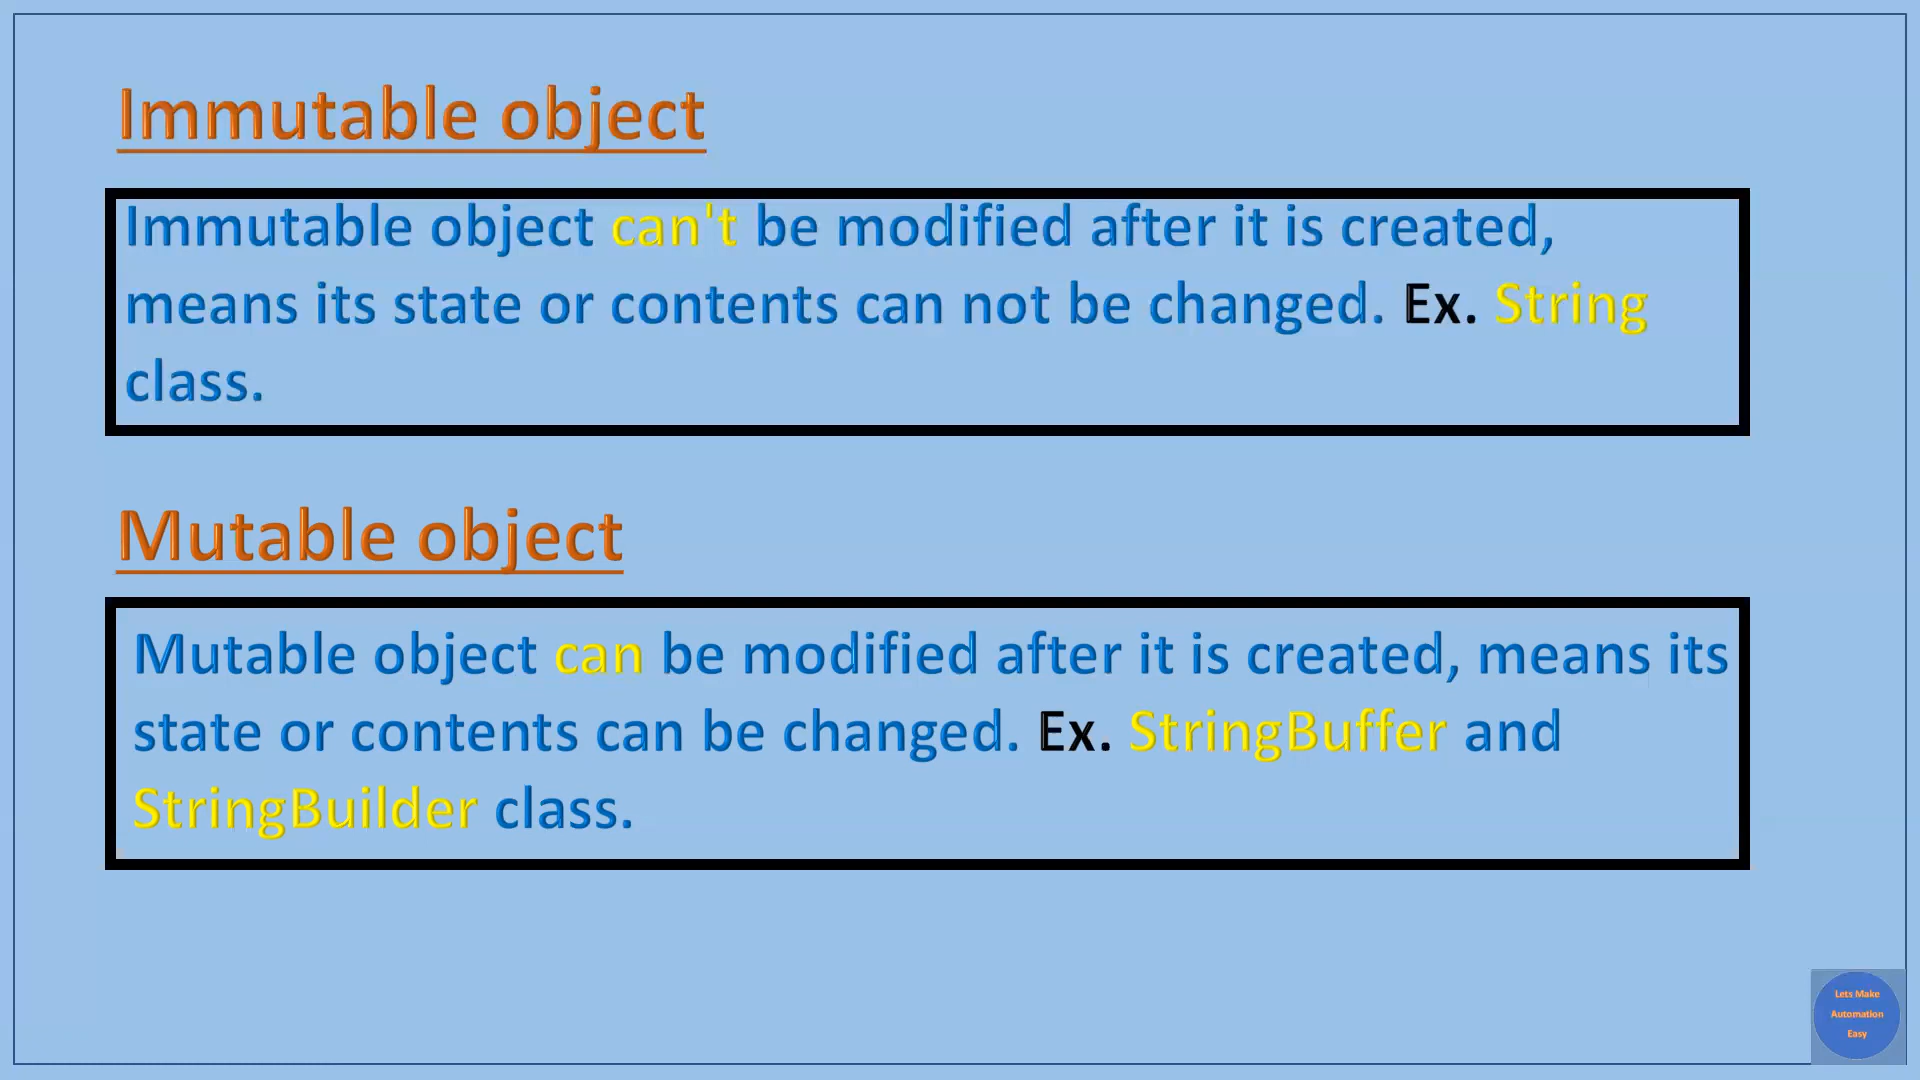 Immutable object
Immutable object can't be modified after it is created,
means its state or contents can not be changed. Ex. String
class.
Mutable object
Mutable object can be modified after it is created, means its
state or contents can be changed. Ex. StringBuffer and
StringBuilder class.
Lets Make
Automation
Easy